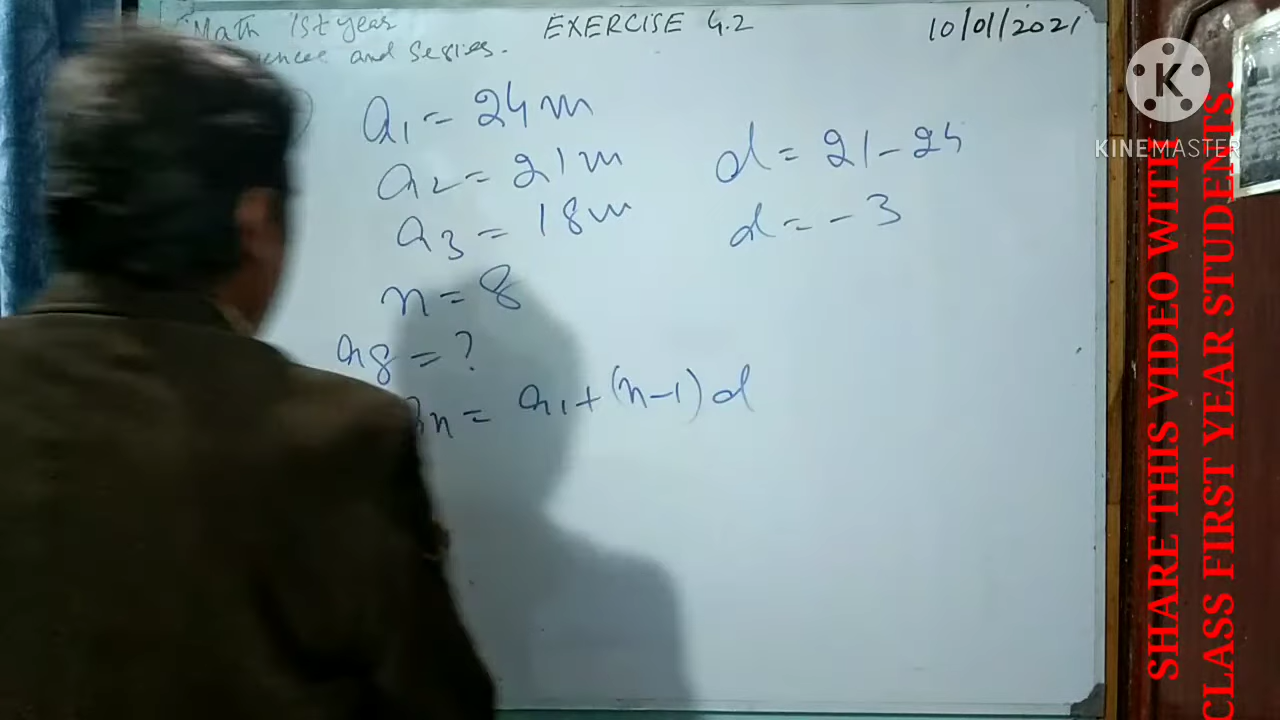 Math 1st year EXERCISE 4.2 10/01/2021
and series.
a1 = 24m
a2 = 21m d = 21 - 24
a3 = 18m d = - 3
n = 8
a8 = ?
an = a1 + (n-1) d
K
KINEMASTER
SHARE THIS VIDEO WITH
CLASS FIRST YEAR STUDENTS.